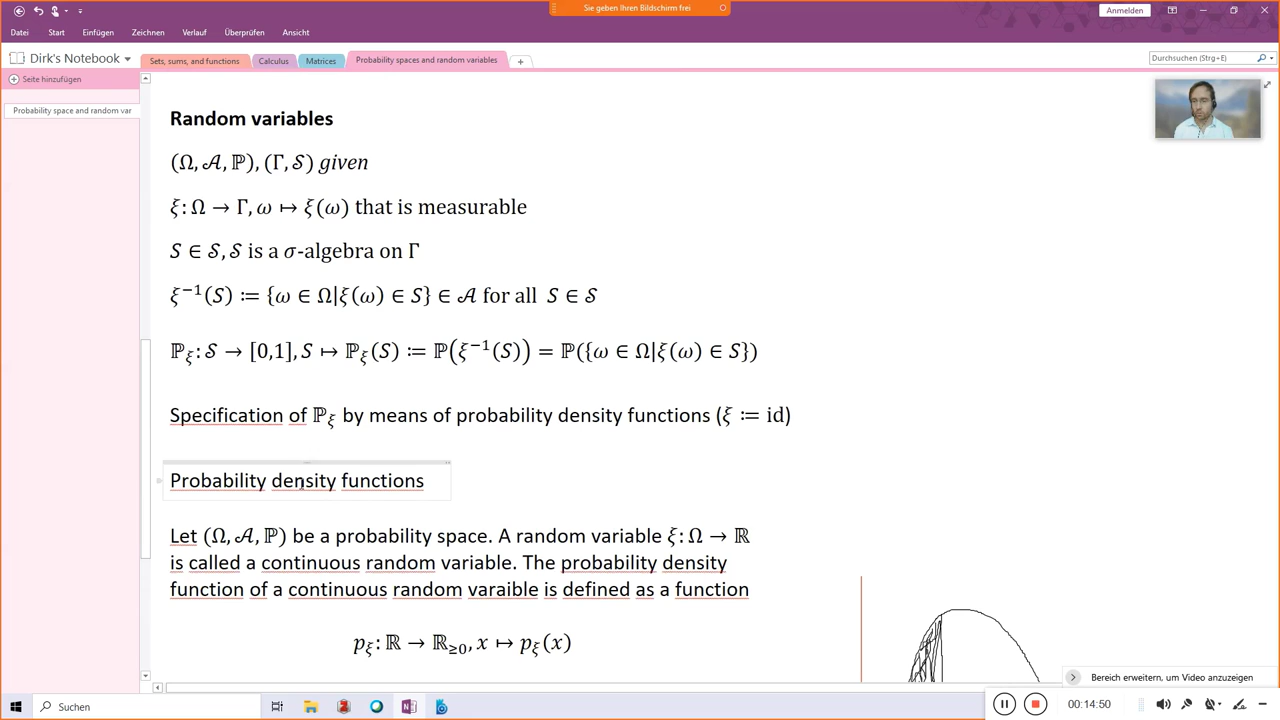 Sie geben Ihren Bildschirm frei
Anmelden
Datei Start Einfügen Zeichnen Verlauf Überprüfen Ansicht
Dirk's Notebook
Sets, sums, and functions Calculus Matrices Probability spaces and random variables
Durchsuchen (Strg+E)
Seite hinzufügen
Probability space and random var
Random variables
(Ω, 𝒜, ℙ), (Γ, 𝒮) given
ξ: Ω → Γ, ω ↦ ξ(ω) that is measurable
S ∈ 𝒮, 𝒮 is a σ-algebra on Γ
ξ⁻¹(S) ≔ {ω ∈ Ω|ξ(ω) ∈ S} ∈ 𝒜 for all S ∈ 𝒮
ℙ_ξ: 𝒮 → [0,1], S ↦ ℙ_ξ(S) ≔ ℙ(ξ⁻¹(S)) = ℙ({ω ∈ Ω|ξ(ω) ∈ S})
Specification of ℙ_ξ by means of probability density functions (ξ ≔ id)
Probability density functions
Let (Ω, 𝒜, ℙ) be a probability space. A random variable ξ: Ω → ℝ
is called a continuous random variable. The probability density
function of a continuous random varaible is defined as a function
p_ξ: ℝ → ℝ_≥0, x ↦ p_ξ(x)
Bereich erweitern, um Video anzuzeigen
Suchen
00:14:50